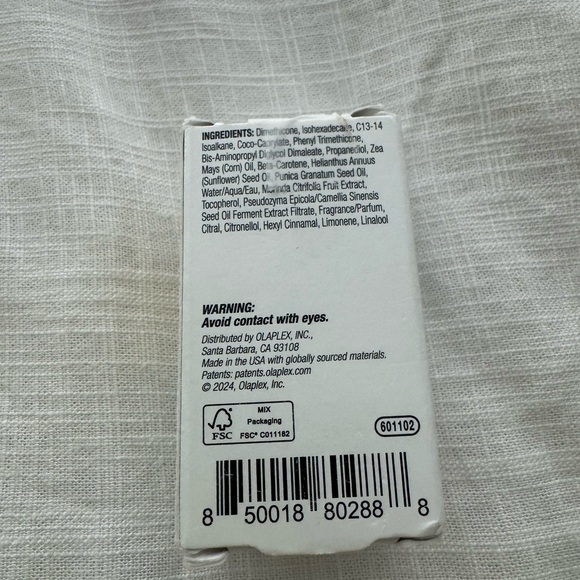 INGREDIENTS: Dimethicone, Isohexadecane, C13-14
Isoalkane, Coco-Caprylate, Phenyl Trimethicone,
Bis-Aminopropyl Diglycol Dimaleate, Propanediol, Zea
Mays (Corn) Oil, Beta-Carotene, Helianthus Annuus
(Sunflower) Seed Oil, Punica Granatum Seed Oil,
Water/Aqua/Eau, Morinda Citrifolia Fruit Extract,
Tocopherol, Pseudozyma Epicola/Camellia Sinensis
Seed Oil Ferment Extract Filtrate, Fragrance/Parfum,
Citral, Citronellol, Hexyl Cinnamal, Limonene, Linalool
WARNING:
Avoid contact with eyes.
Distributed by OLAPLEX, INC.,
Santa Barbara, CA 93108
Made in the USA with globally sourced materials.
Patents: patents.olaplex.com
© 2024, Olaplex, Inc.
FSC
MIX
Packaging
FSC® C011182
601102
8 50018 80288 8